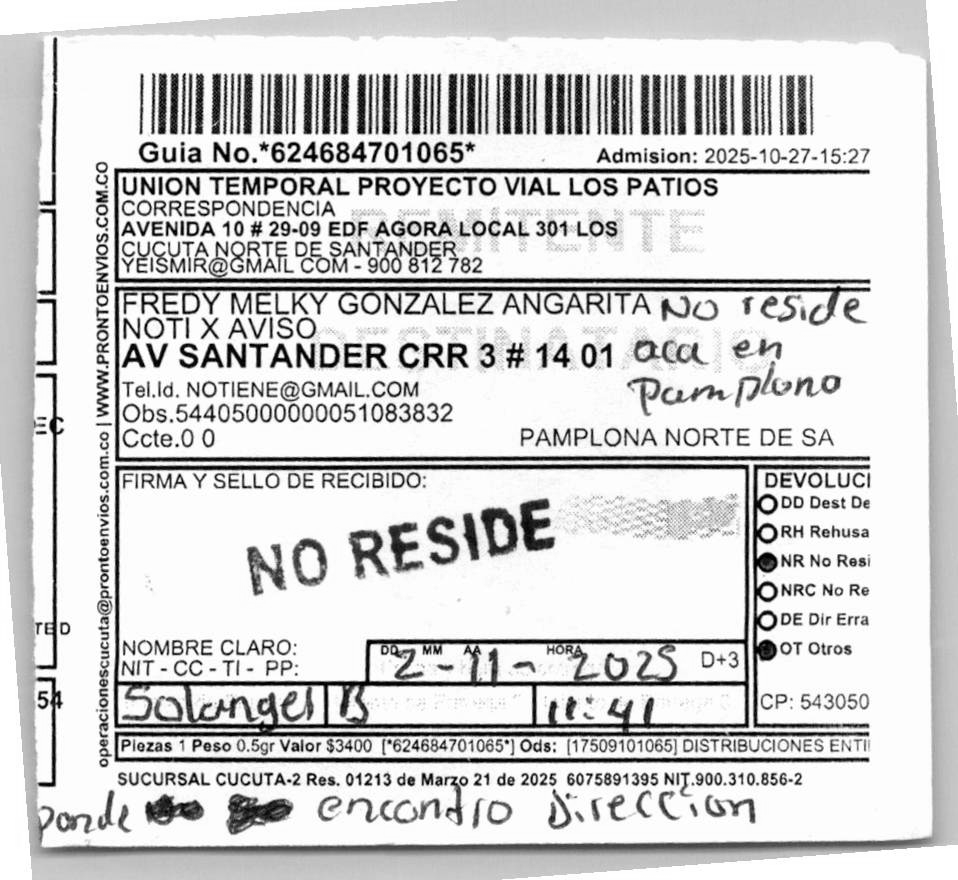 Guia No.*624684701065*
Admision: 2025-10-27-15:27
operacionescucuta@prontoenvios.com.co | WWW.PRONTOENVIOS.COM.CO
REMITENTE
UNION TEMPORAL PROYECTO VIAL LOS PATIOS
CORRESPONDENCIA
AVENIDA 10 # 29-09 EDF AGORA LOCAL 301 LOS
CUCUTA NORTE DE SANTANDER
YEISMIR@GMAIL COM - 900 812 782
DESTINATARIO
FREDY MELKY GONZALEZ ANGARITA No reside
NOTI X AVISO
AV SANTANDER CRR 3 # 14 01 aca en
Pamplona
Tel.Id. NOTIENE@GMAIL.COM
Obs.54405000000051083832
Ccte.0 0
PAMPLONA NORTE DE SA
EC
FIRMA Y SELLO DE RECIBIDO:
NO RESIDE
DEVOLUCI
DD Dest De
RH Rehusa
NR No Resi
NRC No Re
DE Dir Erra
OT Otros
TED
NOMBRE CLARO:
NIT - CC - TI - PP:
DD MM AA HORA
2-11-2025 D+3
54
Solangel B
11:41
CP: 543050
Piezas 1 Peso 0.5gr Valor $3400 [*624684701065*] Ods: [17509101065] DISTRIBUCIONES ENTI
SUCURSAL CUCUTA-2 Res. 01213 de Marzo 21 de 2025 6075891395 NIT.900.310.856-2
Donde encontro Direccion